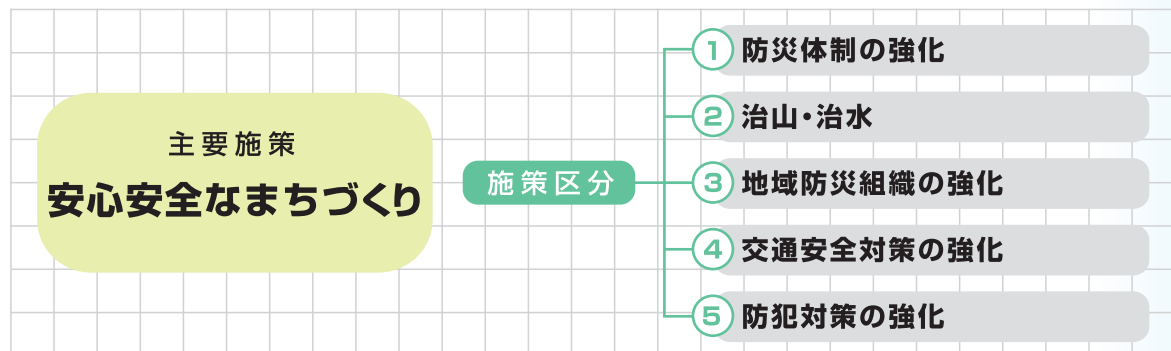 主要施策
安心安全なまちづくり
施策区分
1 防災体制の強化
2 治山・治水
3 地域防災組織の強化
4 交通安全対策の強化
5 防犯対策の強化